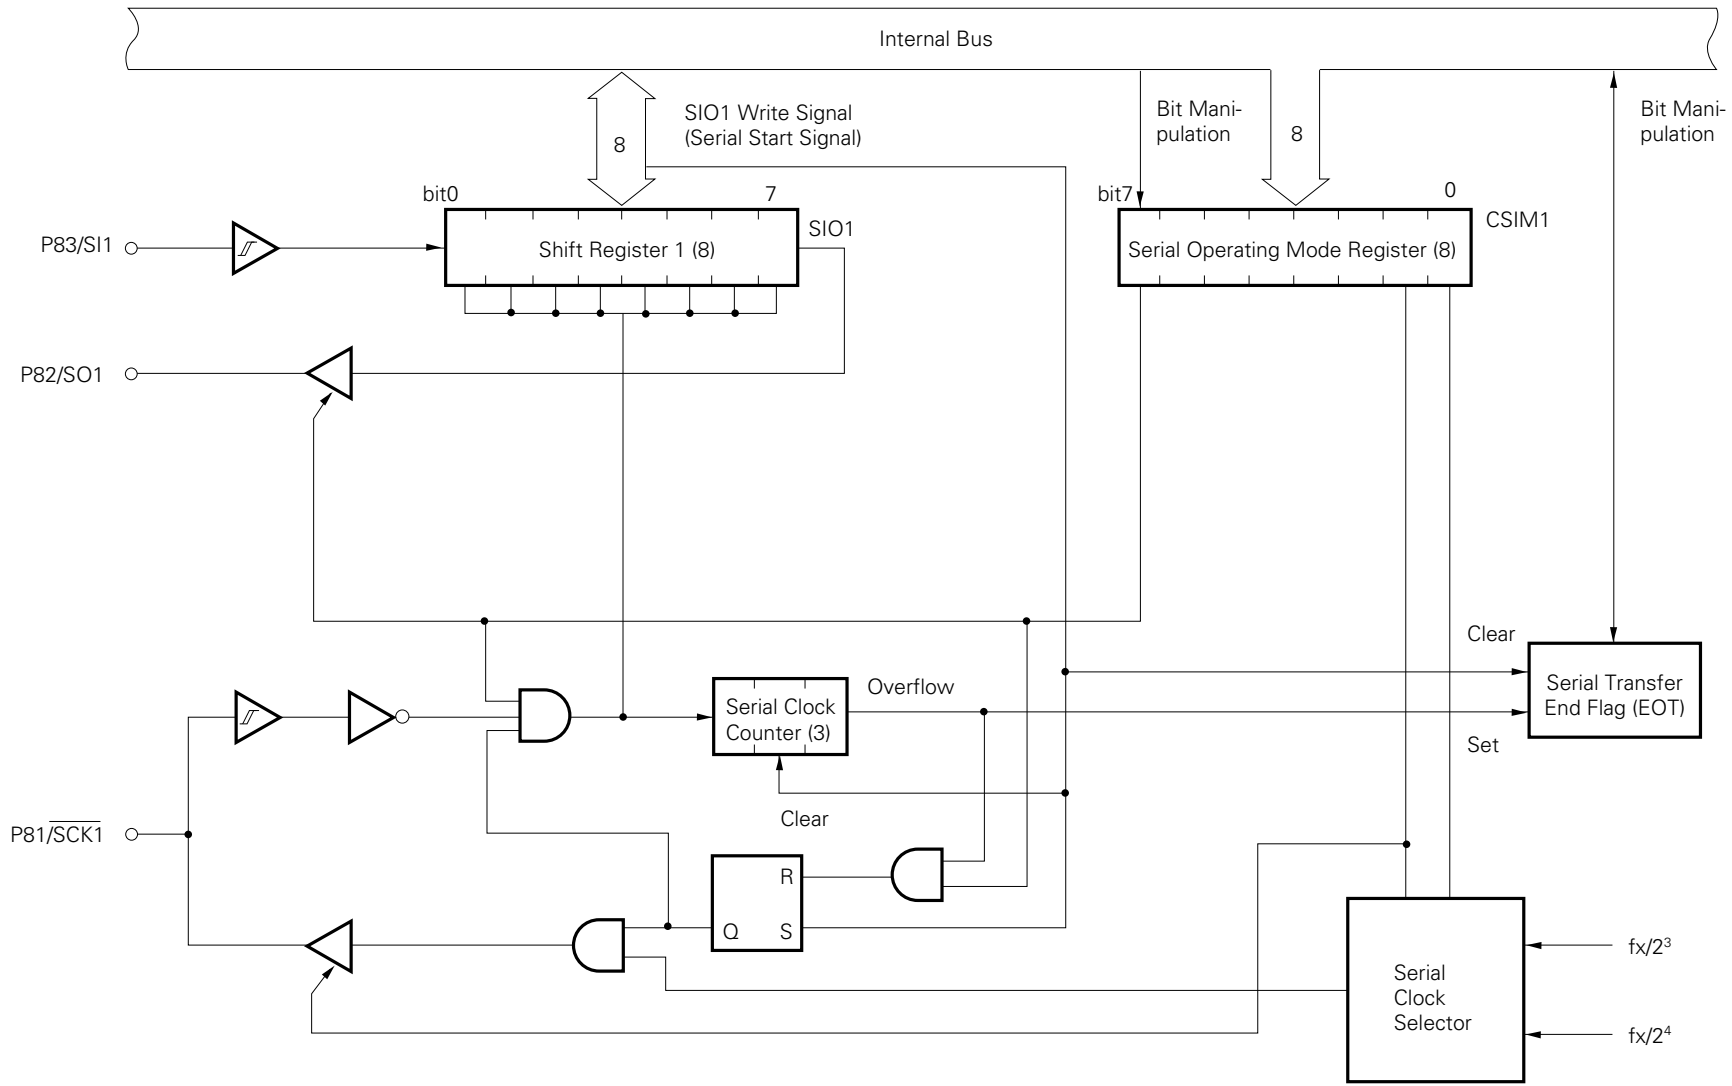 Internal Bus
SIO1 Write Signal
(Serial Start Signal)
8
Bit Mani-
pulation
8
Bit Mani-
pulation
bit0
7
bit7
0
P83/SI1
Shift Register 1 (8)
SIO1
Serial Operating Mode Register (8)
CSIM1
P82/SO1
Clear
Overflow
Serial Clock
Counter (3)
Serial Transfer
End Flag (EOT)
Set
Clear
P81/S̅C̅K̅1̅
R
Q
S
Serial
Clock
Selector
fx/2³
fx/2⁴